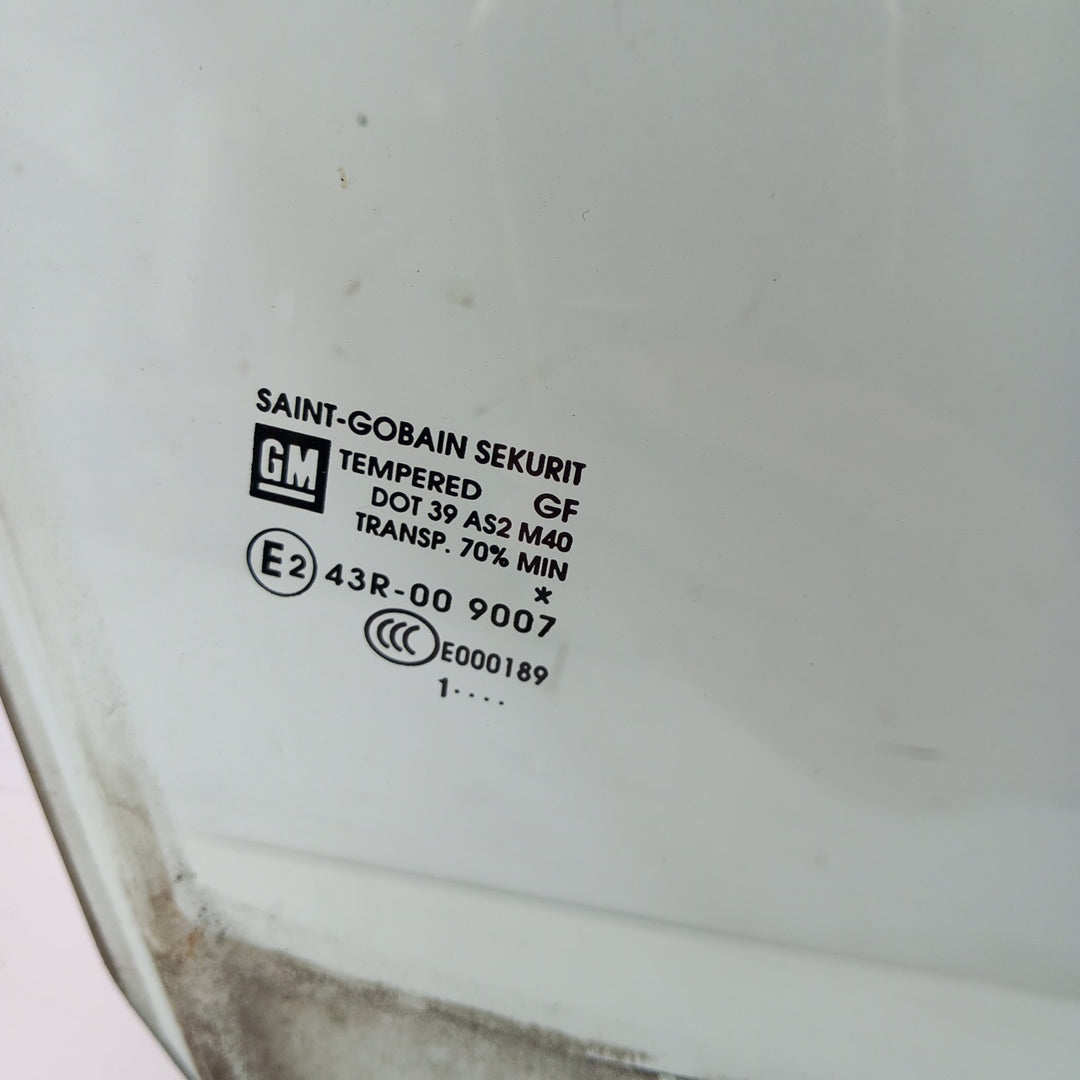 SAINT-GOBAIN SEKURIT
GM TEMPERED GF
DOT 39 AS2 M40
TRANSP. 70% MIN
*
E2 43R-00 9007
CCC E000189
1····